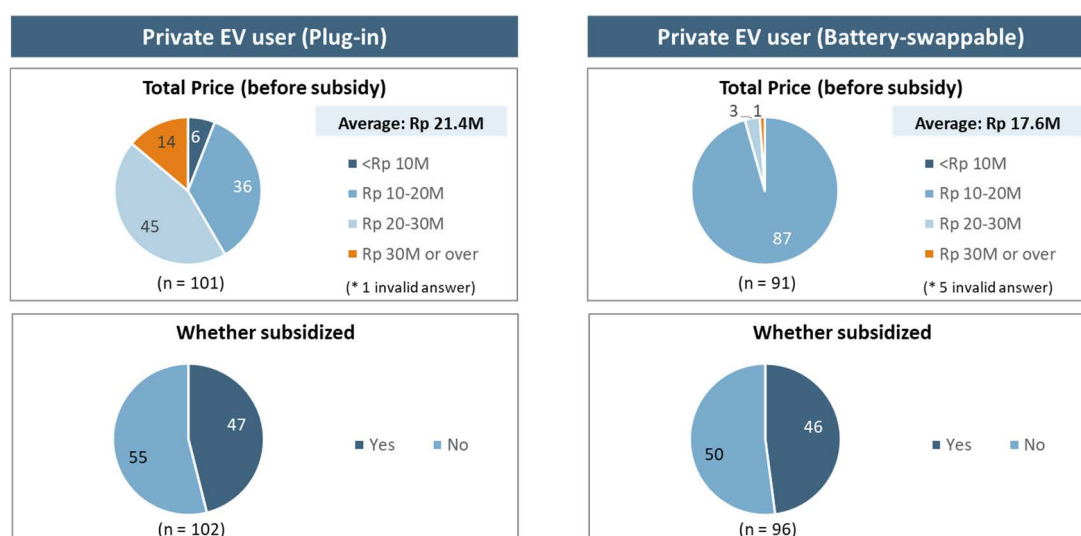 Private EV user (Plug-in)
Total Price (before subsidy)
Average: Rp 21.4M
6
14
36
45
<Rp 10M
Rp 10-20M
Rp 20-30M
Rp 30M or over
(n = 101)
(* 1 invalid answer)
Whether subsidized
47
55
Yes
No
(n = 102)
Private EV user (Battery-swappable)
Total Price (before subsidy)
3
1
Average: Rp 17.6M
87
<Rp 10M
Rp 10-20M
Rp 20-30M
Rp 30M or over
(n = 91)
(* 5 invalid answer)
Whether subsidized
46
50
Yes
No
(n = 96)